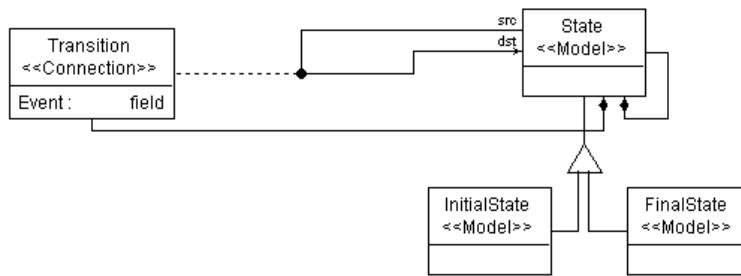 Transition
<<Connection>>
Event : field
src
dst
State
<<Model>>
InitialState
<<Model>>
FinalState
<<Model>>